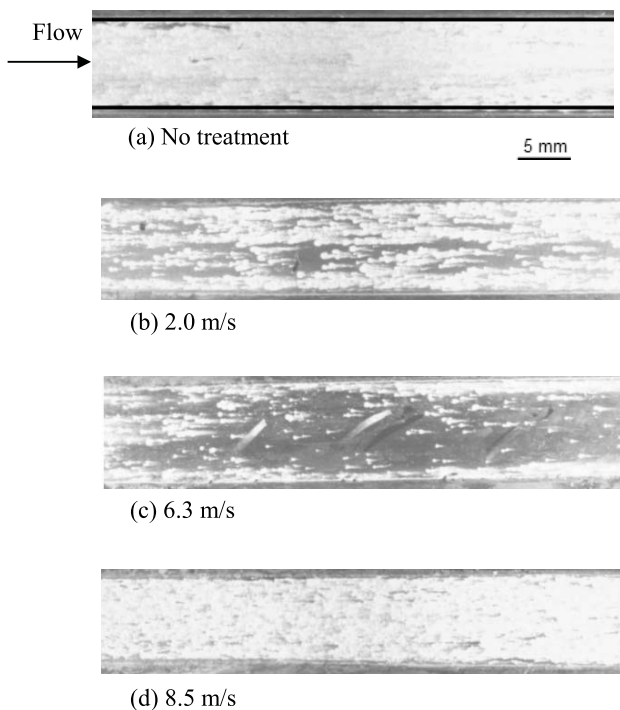 Flow
(a) No treatment
5 mm
(b) 2.0 m/s
(c) 6.3 m/s
(d) 8.5 m/s